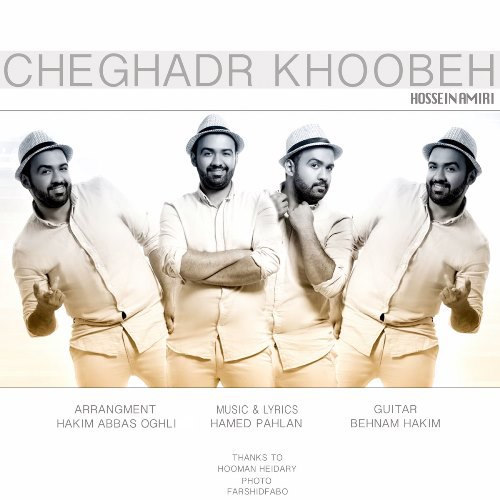 CHEGHADR KHOOBEH
HOSSEIN AMIRI
ARRANGMENT
HAKIM ABBAS OGHLI
MUSIC & LYRICS
HAMED PAHLAN
GUITAR
BEHNAM HAKIM
THANKS TO
HOOMAN HEIDARY
PHOTO
FARSHIDFABO